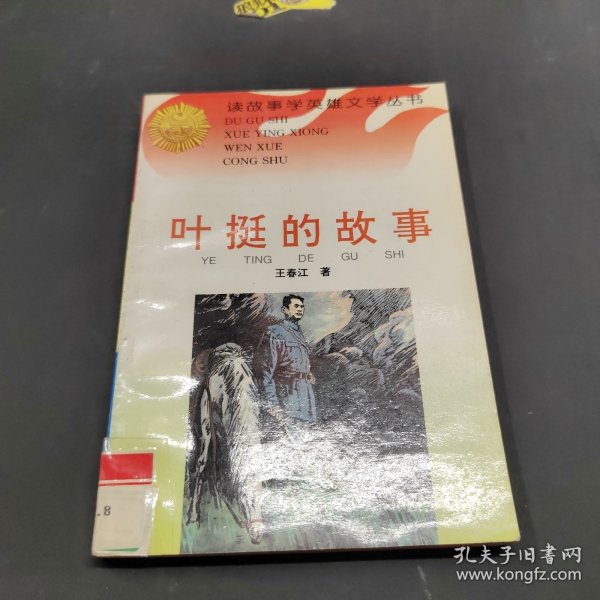 读故事学英雄文学丛书
DU GU SHI
XUE YING XIONG
WEN XUE
CONG SHU
叶挺的故事
YE TING DE GU SHI
王春江 著
.8
孔夫子旧书网
www.kongfz.com